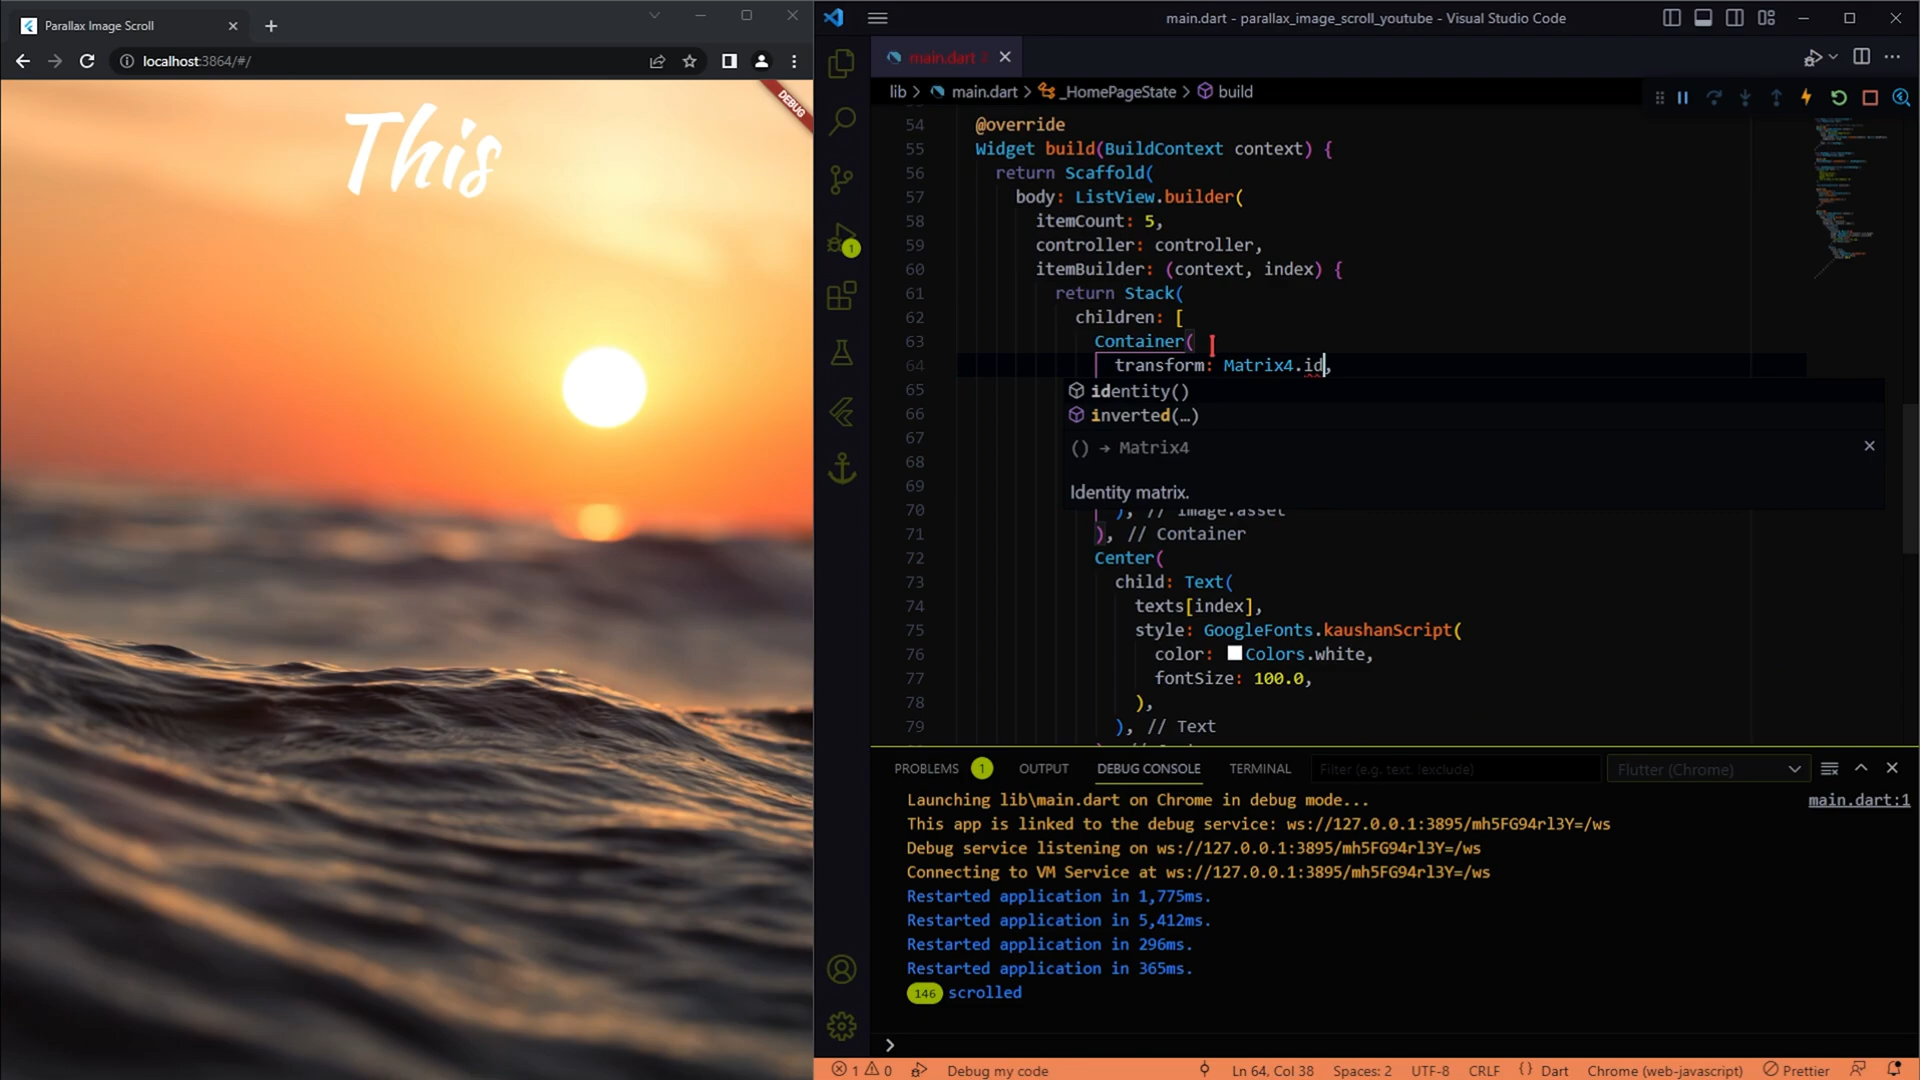 Parallax Image Scroll
localhost:3864/#/
DEBUG
This
main.dart - parallax_image_scroll_youtube - Visual Studio Code
main.dart 2
lib > main.dart > _HomePageState > build
54 @override
55 Widget build(BuildContext context) {
56 return Scaffold(
57 body: ListView.builder(
58 itemCount: 5,
59 controller: controller,
60 itemBuilder: (context, index) {
61 return Stack(
62 children: [
63 Container(
64 transform: Matrix4.id,
65 identity()
66 inverted(…)
67
68 () → Matrix4
69 Identity matrix.
70 ), // Image.asset
71 ), // Container
72 Center(
73 child: Text(
74 texts[index],
75 style: GoogleFonts.kaushanScript(
76 color: Colors.white,
77 fontSize: 100.0,
78 ),
79 ), // Text
PROBLEMS 1 OUTPUT DEBUG CONSOLE TERMINAL Filter (e.g. text, !exclude) Flutter (Chrome)
Launching lib\main.dart on Chrome in debug mode... main.dart:1
This app is linked to the debug service: ws://127.0.0.1:3895/mh5FG94rl3Y=/ws
Debug service listening on ws://127.0.0.1:3895/mh5FG94rl3Y=/ws
Connecting to VM Service at ws://127.0.0.1:3895/mh5FG94rl3Y=/ws
Restarted application in 1,775ms.
Restarted application in 5,412ms.
Restarted application in 296ms.
Restarted application in 365ms.
146 scrolled
1 0 Debug my code Ln 64, Col 38 Spaces: 2 UTF-8 CRLF { } Dart Chrome (web-javascript) Prettier